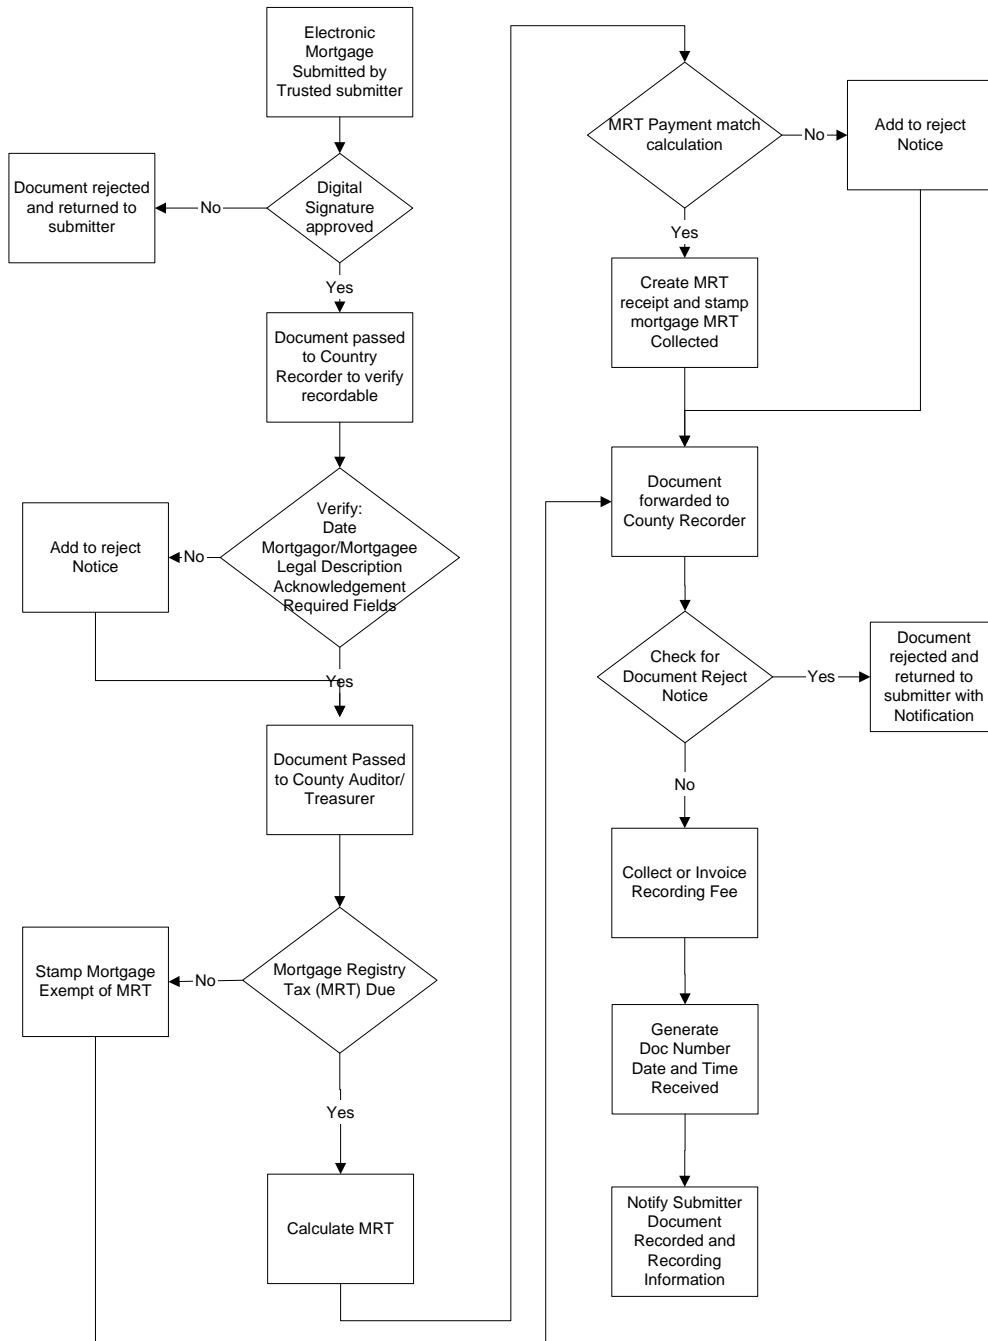 Electronic
Mortgage
Submitted by
Trusted submitter
Document rejected
and returned to
submitter
No
Digital
Signature
approved
Yes
Document passed
to Country
Recorder to verify
recordable
Add to reject
Notice
No
Verify:
Date
Mortgagor/Mortgagee
Legal Description
Acknowledgement
Required Fields
Yes
Document Passed
to County Auditor/
Treasurer
Stamp Mortgage
Exempt of MRT
No
Mortgage Registry
Tax (MRT) Due
Yes
Calculate MRT
MRT Payment match
calculation
No
Add to reject
Notice
Yes
Create MRT
receipt and stamp
mortgage MRT
Collected
Document
forwarded to
County Recorder
Check for
Document Reject
Notice
Yes
Document
rejected and
returned to
submitter with
Notification
No
Collect or Invoice
Recording Fee
Generate
Doc Number
Date and Time
Received
Notify Submitter
Document
Recorded and
Recording
Information